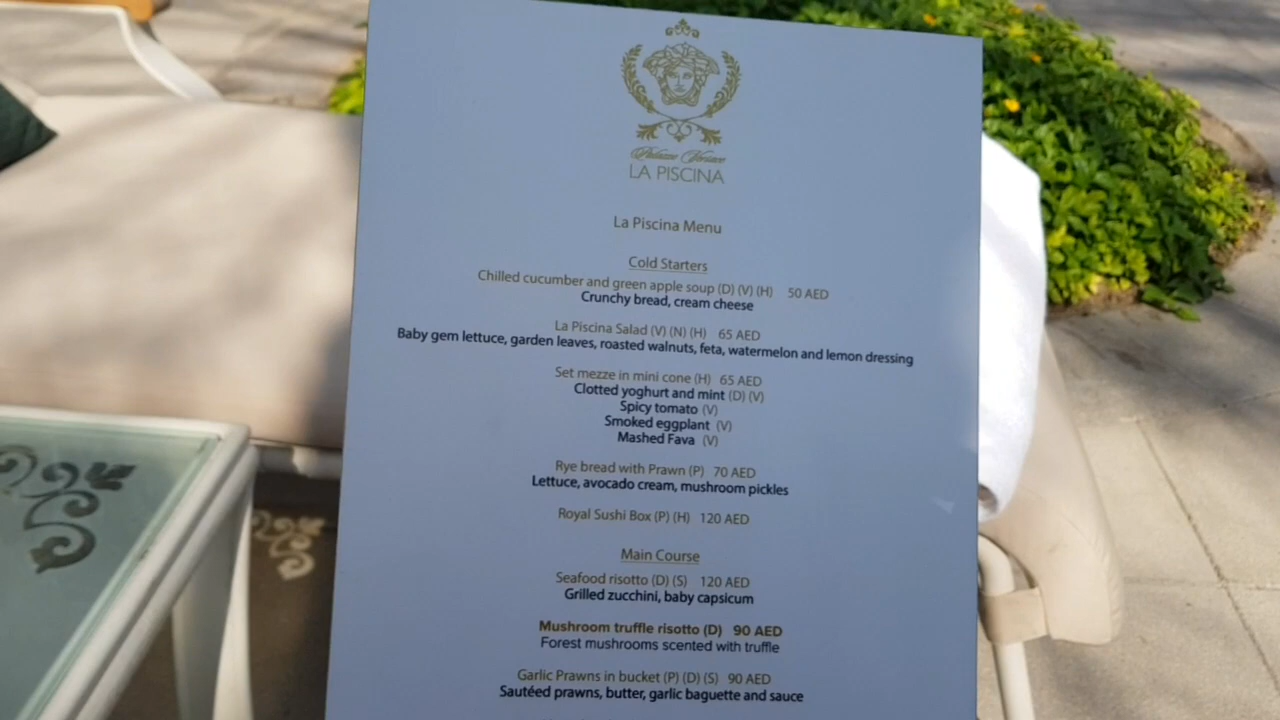 Palazzo Versace
LA PISCINA
La Piscina Menu
Cold Starters
Chilled cucumber and green apple soup (D) (V) (H) 50 AED
Crunchy bread, cream cheese
La Piscina Salad (V) (N) (H) 65 AED
Baby gem lettuce, garden leaves, roasted walnuts, feta, watermelon and lemon dressing
Set mezze in mini cone (H) 65 AED
Clotted yoghurt and mint (D) (V)
Spicy tomato (V)
Smoked eggplant (V)
Mashed Fava (V)
Rye bread with Prawn (P) 70 AED
Lettuce, avocado cream, mushroom pickles
Royal Sushi Box (P) (H) 120 AED
Main Course
Seafood risotto (D) (S) 120 AED
Grilled zucchini, baby capsicum
Mushroom truffle risotto (D) 90 AED
Forest mushrooms scented with truffle
Garlic Prawns in bucket (P) (D) (S) 90 AED
Sautéed prawns, butter, garlic baguette and sauce